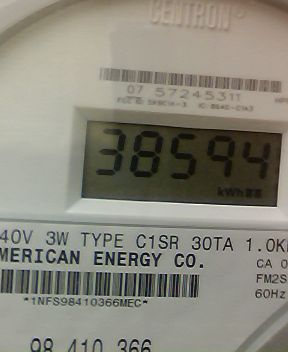 CENTRON®
07 57245311
38594
kWh
40V 3W TYPE C1SR 30TA 1.0K
MERICAN ENERGY CO.
CA 0
FM2S
60Hz
*1NFS98410366MEC*
98 410 366